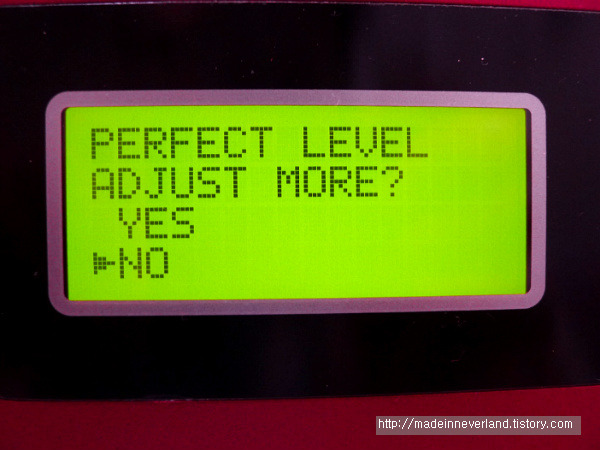 PERFECT LEVEL
ADJUST MORE?
YES
▶NO
http://madeinneverland.tistory.com